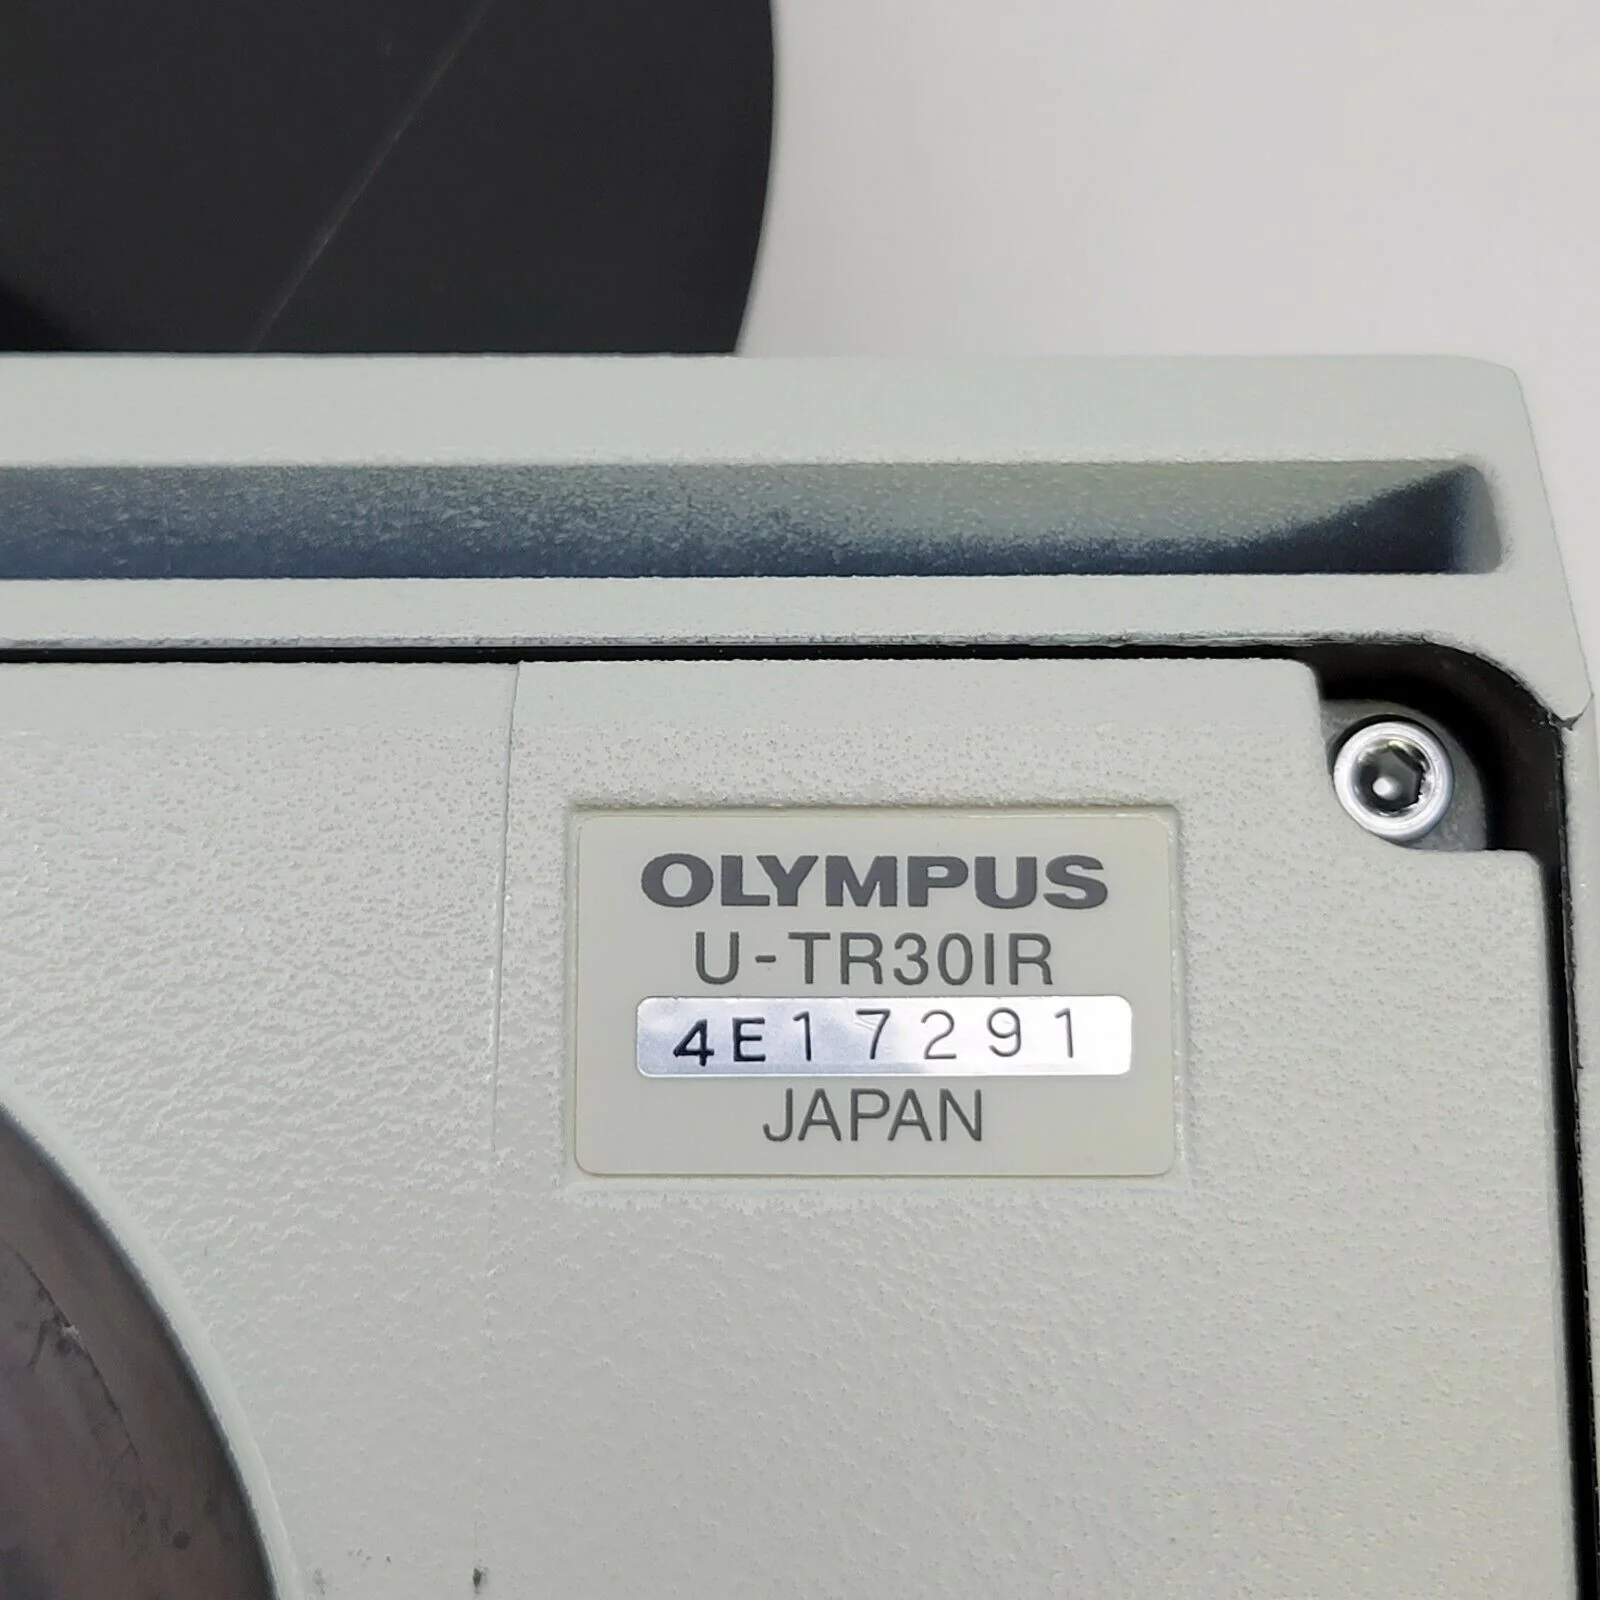 OLYMPUS
U-TR30IR
4E17291
JAPAN